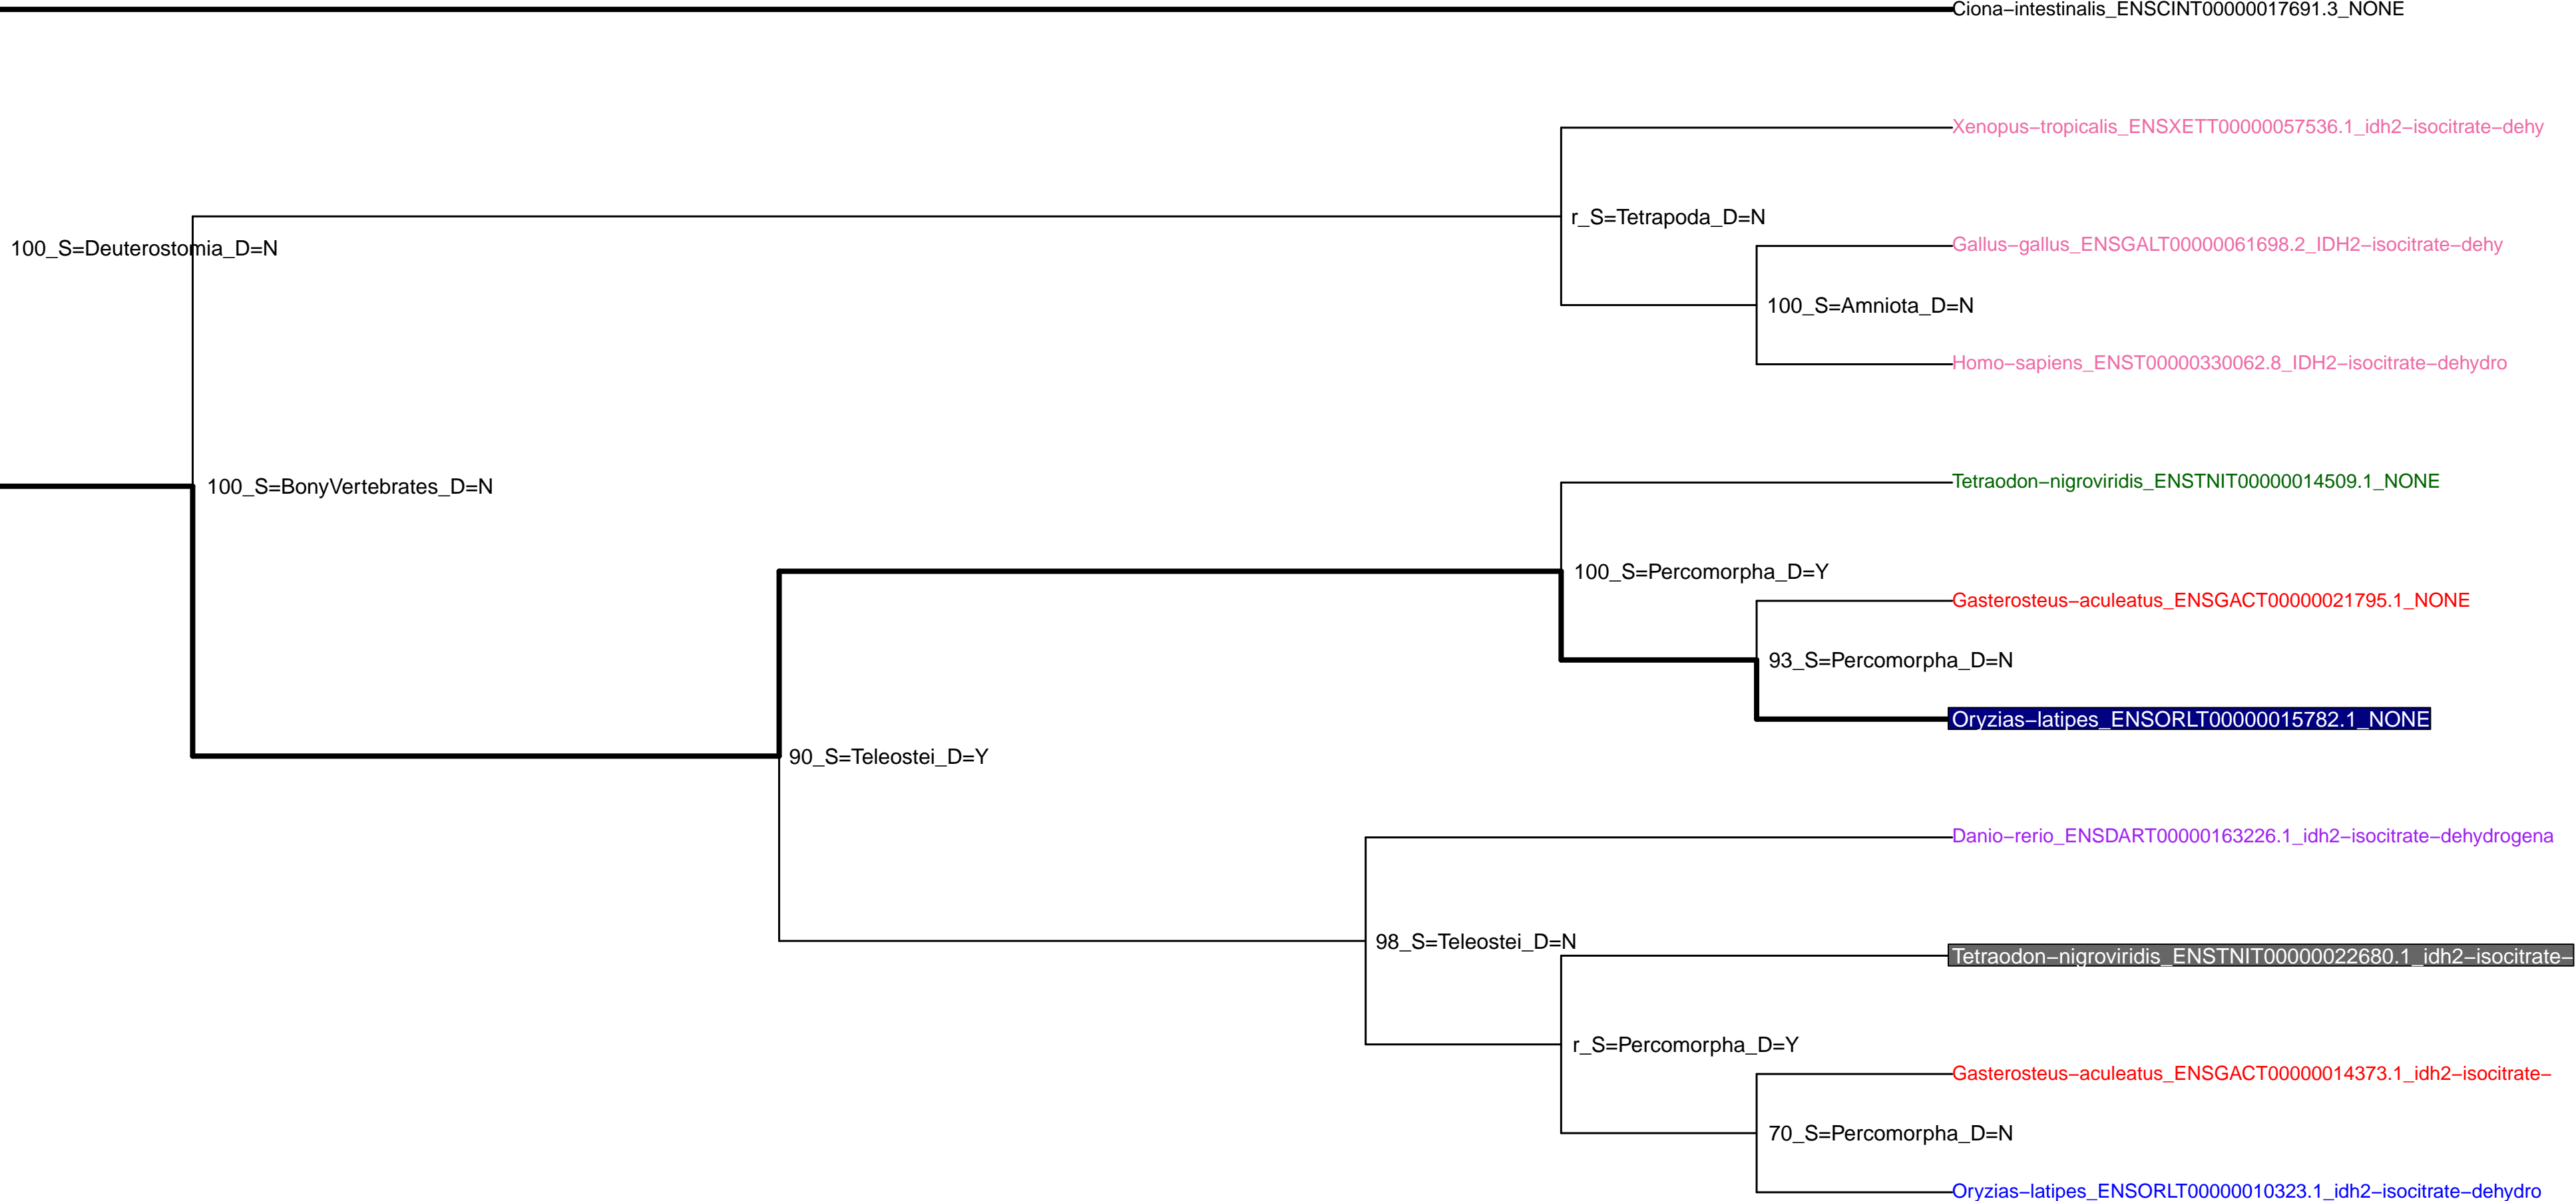 Ciona−intestinalis_ENSCINT00000017691.3_NONE
Xenopus−tropicalis_ENSXETT00000057536.1_idh2−isocitrate−dehy
r_S=Tetrapoda_D=N
Gallus−gallus_ENSGALT00000061698.2_IDH2−isocitrate−dehy
100_S=Deuterostomia_D=N
100_S=Amniota_D=N
Homo−sapiens_ENST00000330062.8_IDH2−isocitrate−dehydro
Tetraodon−nigroviridis_ENSTNIT00000014509.1_NONE
100_S=BonyVertebrates_D=N
100_S=Percomorpha_D=Y
Gasterosteus−aculeatus_ENSGACT00000021795.1_NONE
93_S=Percomorpha_D=N
Oryzias−latipes_ENSORLT00000015782.1_NONE
90_S=Teleostei_D=Y
Danio−rerio_ENSDART00000163226.1_idh2−isocitrate−dehydrogena
98_S=Teleostei_D=N
Tetraodon−nigroviridis_ENSTNIT00000022680.1_idh2−isocitrate−
r_S=Percomorpha_D=Y
Gasterosteus−aculeatus_ENSGACT00000014373.1_idh2−isocitrate−
70_S=Percomorpha_D=N
Oryzias−latipes_ENSORLT00000010323.1_idh2−isocitrate−dehydro